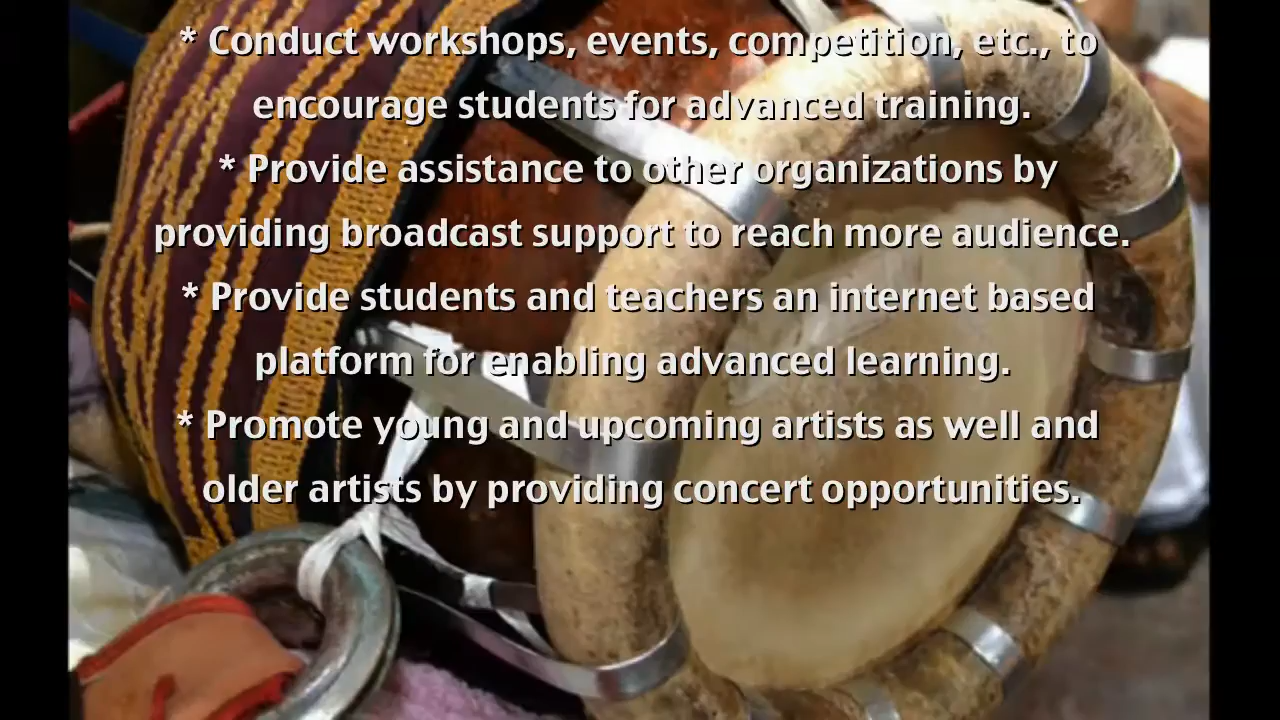 * Conduct workshops, events, competition, etc., to
encourage students for advanced training.
* Provide assistance to other organizations by
providing broadcast support to reach more audience.
* Provide students and teachers an internet based
platform for enabling advanced learning.
* Promote young and upcoming artists as well and
older artists by providing concert opportunities.